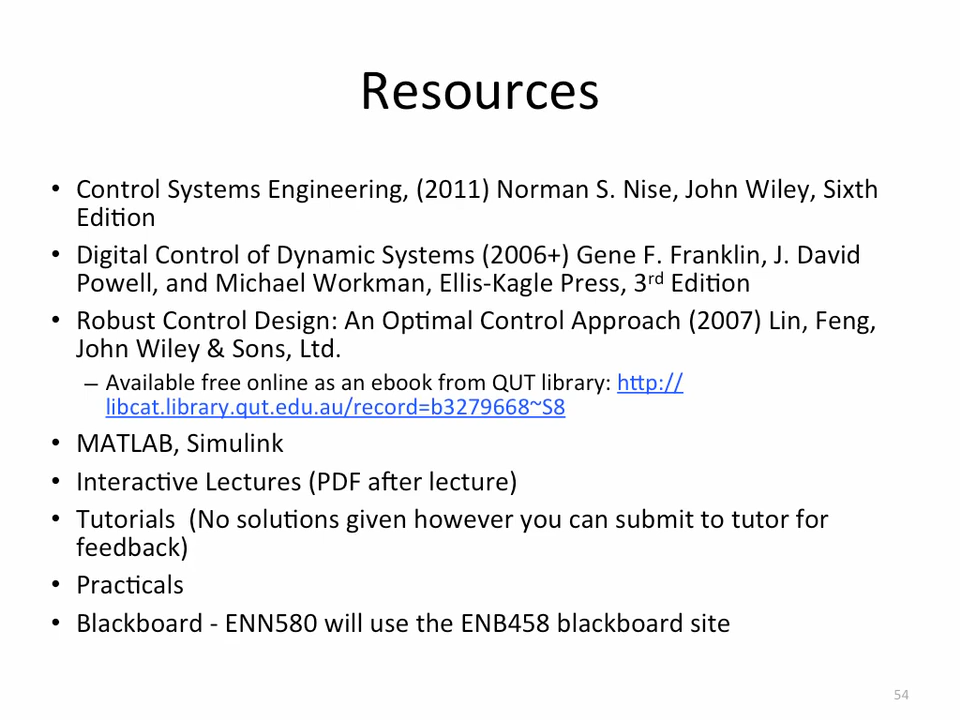 Resources
• Control Systems Engineering, (2011) Norman S. Nise, John Wiley, Sixth
Edition
• Digital Control of Dynamic Systems (2006+) Gene F. Franklin, J. David
Powell, and Michael Workman, Ellis-Kagle Press, 3rd Edition
• Robust Control Design: An Optimal Control Approach (2007) Lin, Feng,
John Wiley & Sons, Ltd.
– Available free online as an ebook from QUT library: http://
libcat.library.qut.edu.au/record=b3279668~S8
• MATLAB, Simulink
• Interactive Lectures (PDF after lecture)
• Tutorials  (No solutions given however you can submit to tutor for
feedback)
• Practicals
• Blackboard - ENN580 will use the ENB458 blackboard site
54